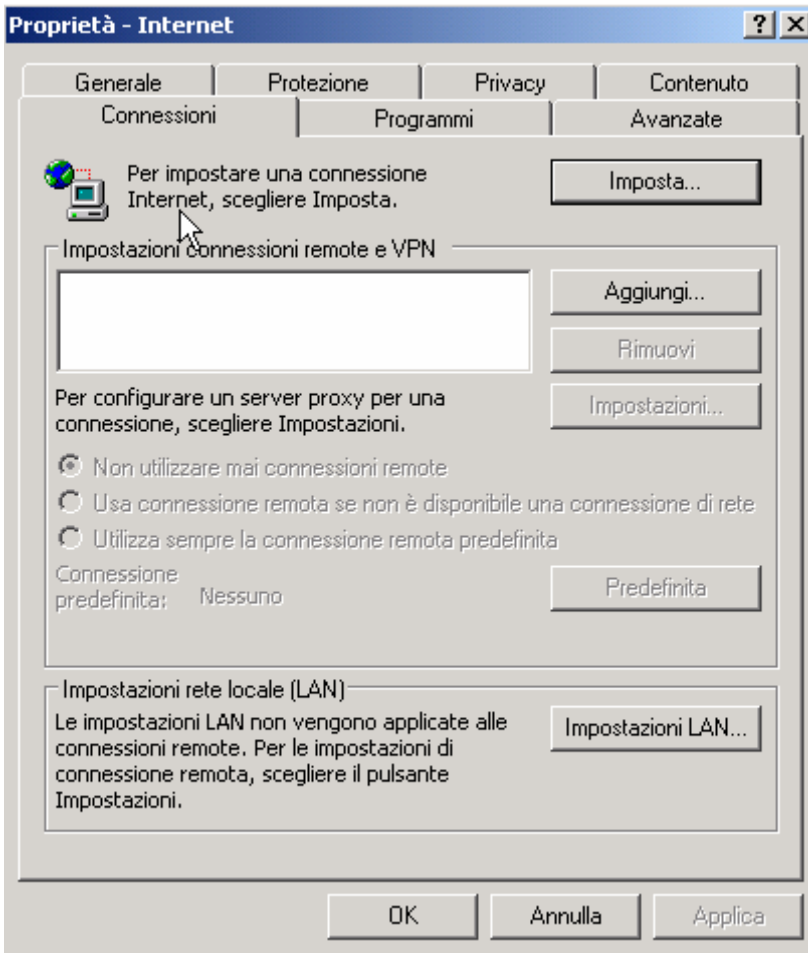 Proprietà - Internet
Generale
Protezione
Privacy
Contenuto
Connessioni
Programmi
Avanzate
Per impostare una connessione
Internet, scegliere Imposta.
Imposta...
Impostazioni connessioni remote e VPN
Aggiungi...
Rimuovi
Per configurare un server proxy per una
connessione, scegliere Impostazioni.
Impostazioni...
Non utilizzare mai connessioni remote
Usa connessione remota se non è disponibile una connessione di rete
Utilizza sempre la connessione remota predefinita
Connessione
predefinita:
Nessuno
Predefinita
Impostazioni rete locale (LAN)
Le impostazioni LAN non vengono applicate alle
connessioni remote. Per le impostazioni di
connessione remota, scegliere il pulsante
Impostazioni.
Impostazioni LAN...
OK
Annulla
Applica